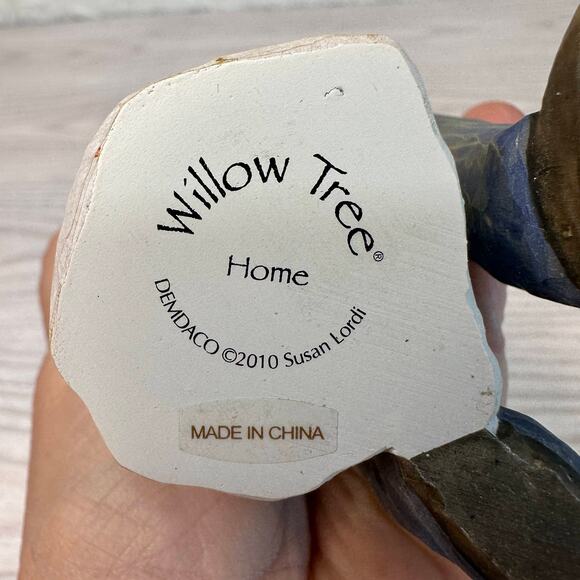 Willow Tree®
Home
DEMDACO ©2010 Susan Lordi
MADE IN CHINA